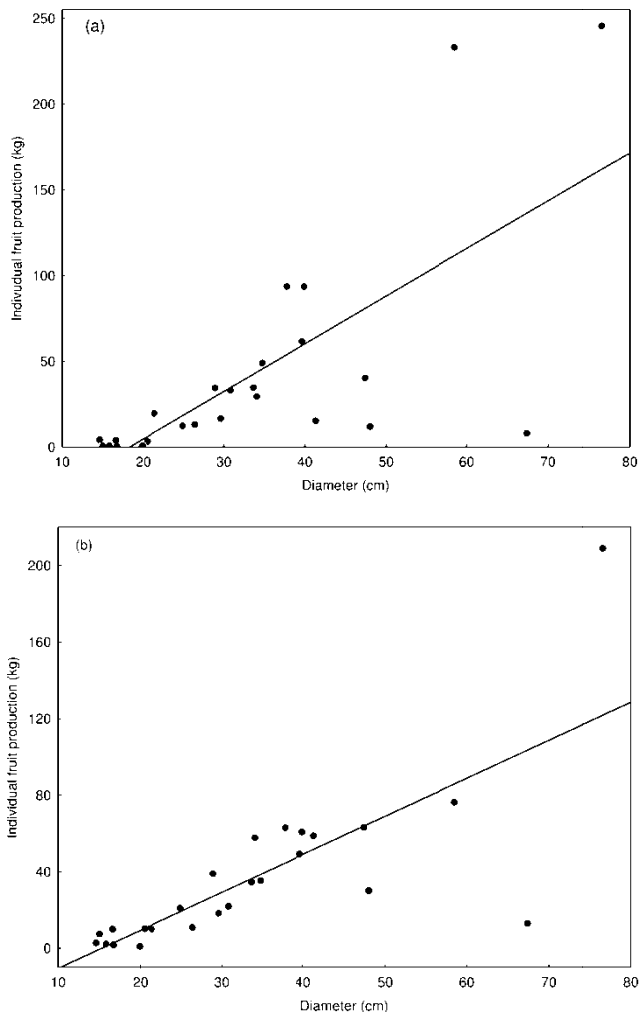 (a)
250
200
150
100
50
0
Indivudual fruit production (kg)
10 20 30 40 50 60 70 80
Diameter (cm)
(b)
200
160
120
80
40
0
Individual fruit production (kg)
10 20 30 40 50 60 70 80
Diameter (cm)